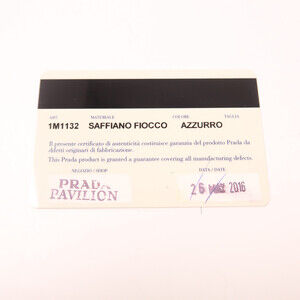 ART. MATERIALE COLORE TAGLIA
1M1132 SAFFIANO FIOCCO AZZURRO
Il presente certificato di autenticità costituisce garanzia del prodotto Prada da
difetti originari di fabbricazione.
This Prada product is granted a guarantee covering all manufacturing defects.
NEGOZIO / SHOP DATA / DATE
PRADA
PAVILION
26 MAY 2016